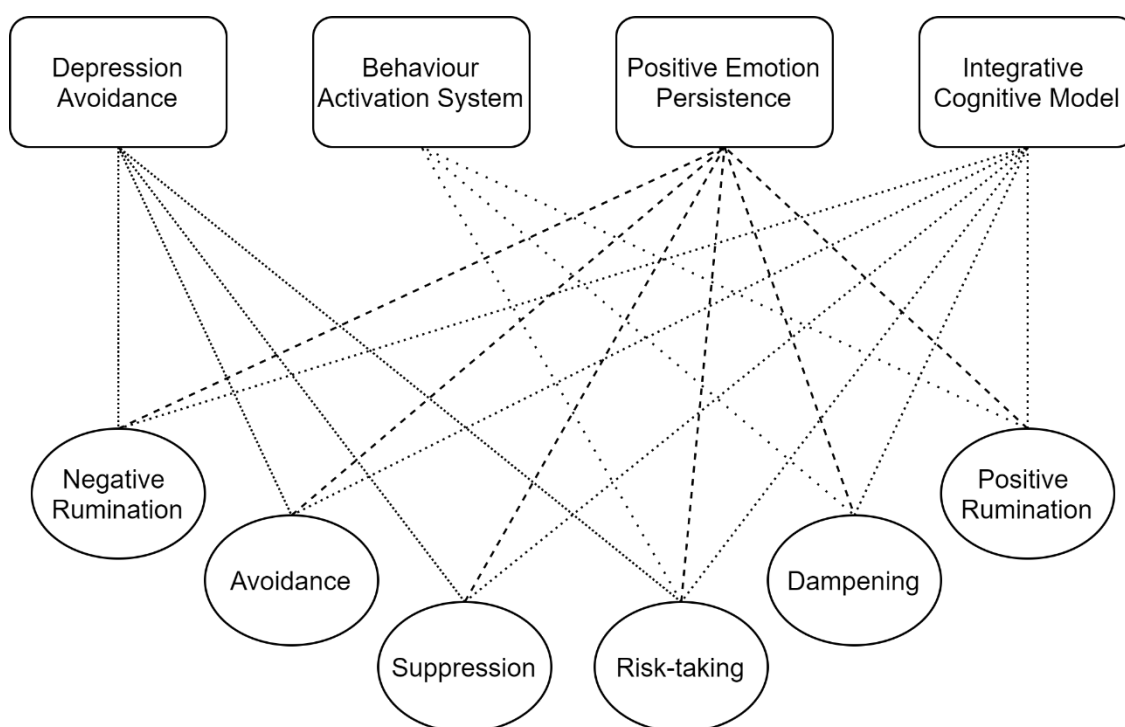 Depression
Avoidance
Behaviour
Activation System
Positive Emotion
Persistence
Integrative
Cognitive Model
Negative
Rumination
Positive
Rumination
Avoidance
Dampening
Suppression
Risk-taking